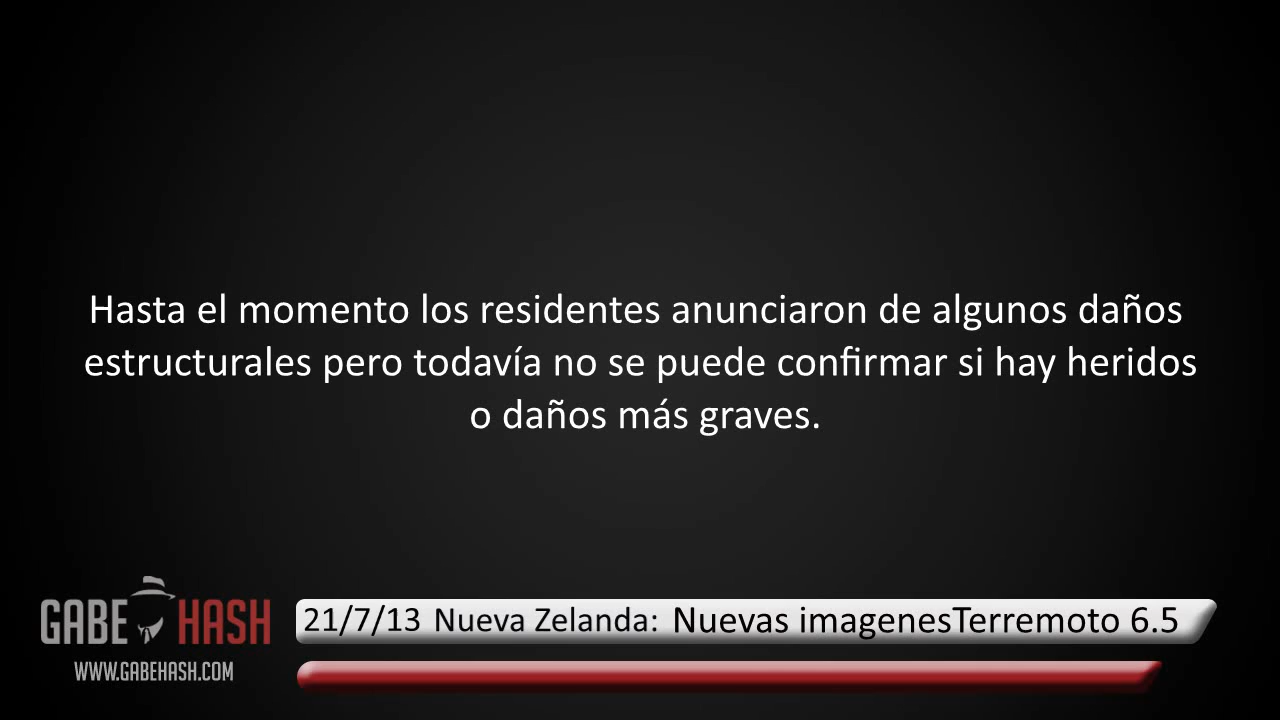 Hasta el momento los residentes anunciaron de algunos daños
estructurales pero todavía no se puede confirmar si hay heridos
o daños más graves.
GABE HASH
WWW.GABEHASH.COM
21/7/13 Nueva Zelanda: Nuevas imagenesTerremoto 6.5